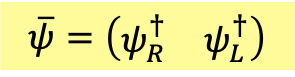 ψ̄ = (ψ_R^† ψ_L^†)